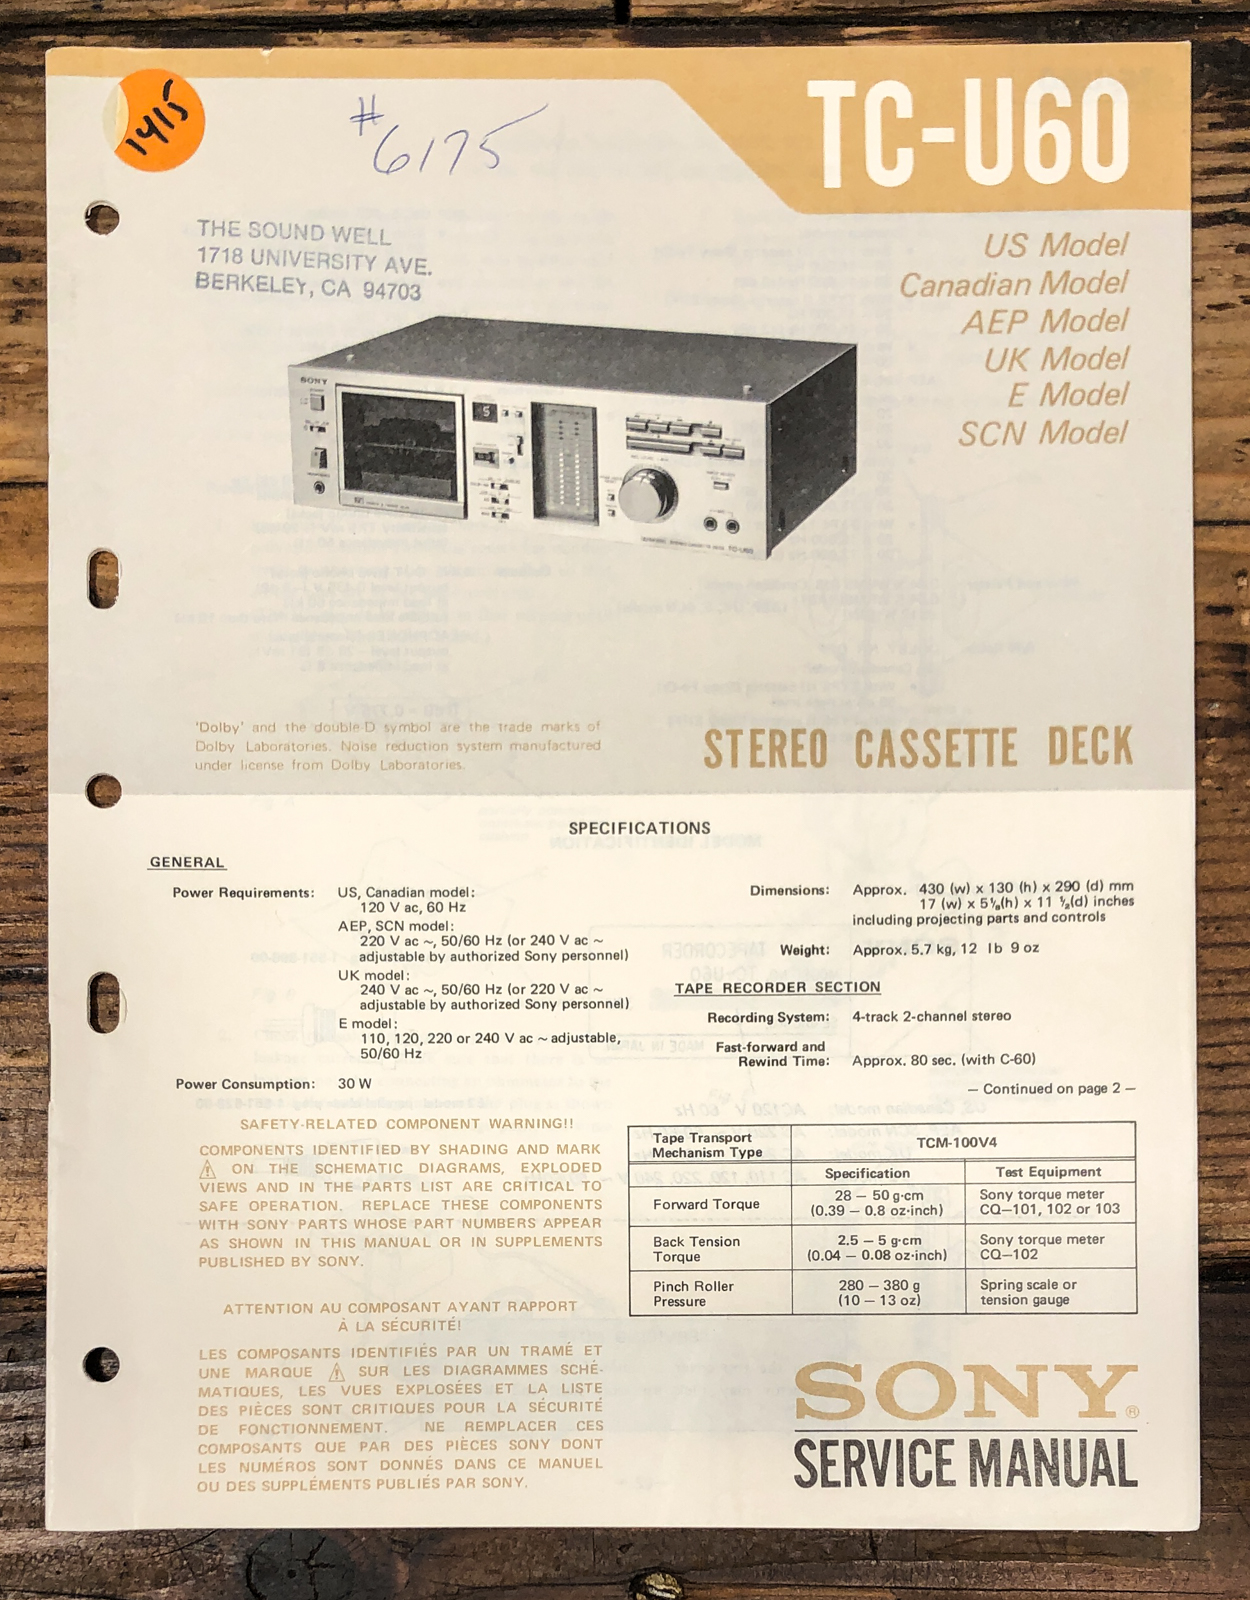 1415
#6175
TC-U60
THE SOUND WELL
1718 UNIVERSITY AVE.
BERKELEY, CA 94703
US Model
Canadian Model
AEP Model
UK Model
E Model
SCN Model
SONY
TC-U60
'Dolby' and the double-D symbol are the trade marks of
Dolby Laboratories. Noise reduction system manufactured
under license from Dolby Laboratories.
STEREO CASSETTE DECK
SPECIFICATIONS
GENERAL
Power Requirements: US, Canadian model:
120 V ac, 60 Hz
AEP, SCN model:
220 V ac ~, 50/60 Hz (or 240 V ac ~
adjustable by authorized Sony personnel)
UK model:
240 V ac ~, 50/60 Hz (or 220 V ac ~
adjustable by authorized Sony personnel)
E model:
110, 120, 220 or 240 V ac ~ adjustable,
50/60 Hz
Power Consumption: 30 W
Dimensions: Approx. 430 (w) x 130 (h) x 290 (d) mm
17 (w) x 5⅛(h) x 11 ½(d) inches
including projecting parts and controls
Weight: Approx. 5.7 kg, 12 lb 9 oz
TAPE RECORDER SECTION
Recording System: 4-track 2-channel stereo
Fast-forward and
Rewind Time: Approx. 80 sec. (with C-60)
— Continued on page 2 —
SAFETY-RELATED COMPONENT WARNING!!
COMPONENTS IDENTIFIED BY SHADING AND MARK
⚠ ON THE SCHEMATIC DIAGRAMS, EXPLODED
VIEWS AND IN THE PARTS LIST ARE CRITICAL TO
SAFE OPERATION. REPLACE THESE COMPONENTS
WITH SONY PARTS WHOSE PART NUMBERS APPEAR
AS SHOWN IN THIS MANUAL OR IN SUPPLEMENTS
PUBLISHED BY SONY.
ATTENTION AU COMPOSANT AYANT RAPPORT
À LA SÉCURITÉ!
LES COMPOSANTS IDENTIFIÉS PAR UN TRAMÉ ET
UNE MARQUE ⚠ SUR LES DIAGRAMMES SCHÉ-
MATIQUES, LES VUES EXPLOSÉES ET LA LISTE
DES PIÈCES SONT CRITIQUES POUR LA SÉCURITÉ
DE FONCTIONNEMENT. NE REMPLACER CES
COMPOSANTS QUE PAR DES PIÈCES SONY DONT
LES NUMÉROS SONT DONNÉS DANS CE MANUEL
OU DES SUPPLÉMENTS PUBLIÉS PAR SONY.
Tape Transport
Mechanism Type TCM-100V4
Specification Test Equipment
Forward Torque 28 – 50 g·cm Sony torque meter
(0.39 – 0.8 oz·inch) CQ–101, 102 or 103
Back Tension 2.5 – 5 g·cm Sony torque meter
Torque (0.04 – 0.08 oz·inch) CQ–102
Pinch Roller 280 – 380 g Spring scale or
Pressure (10 – 13 oz) tension gauge
SONY®
SERVICE MANUAL